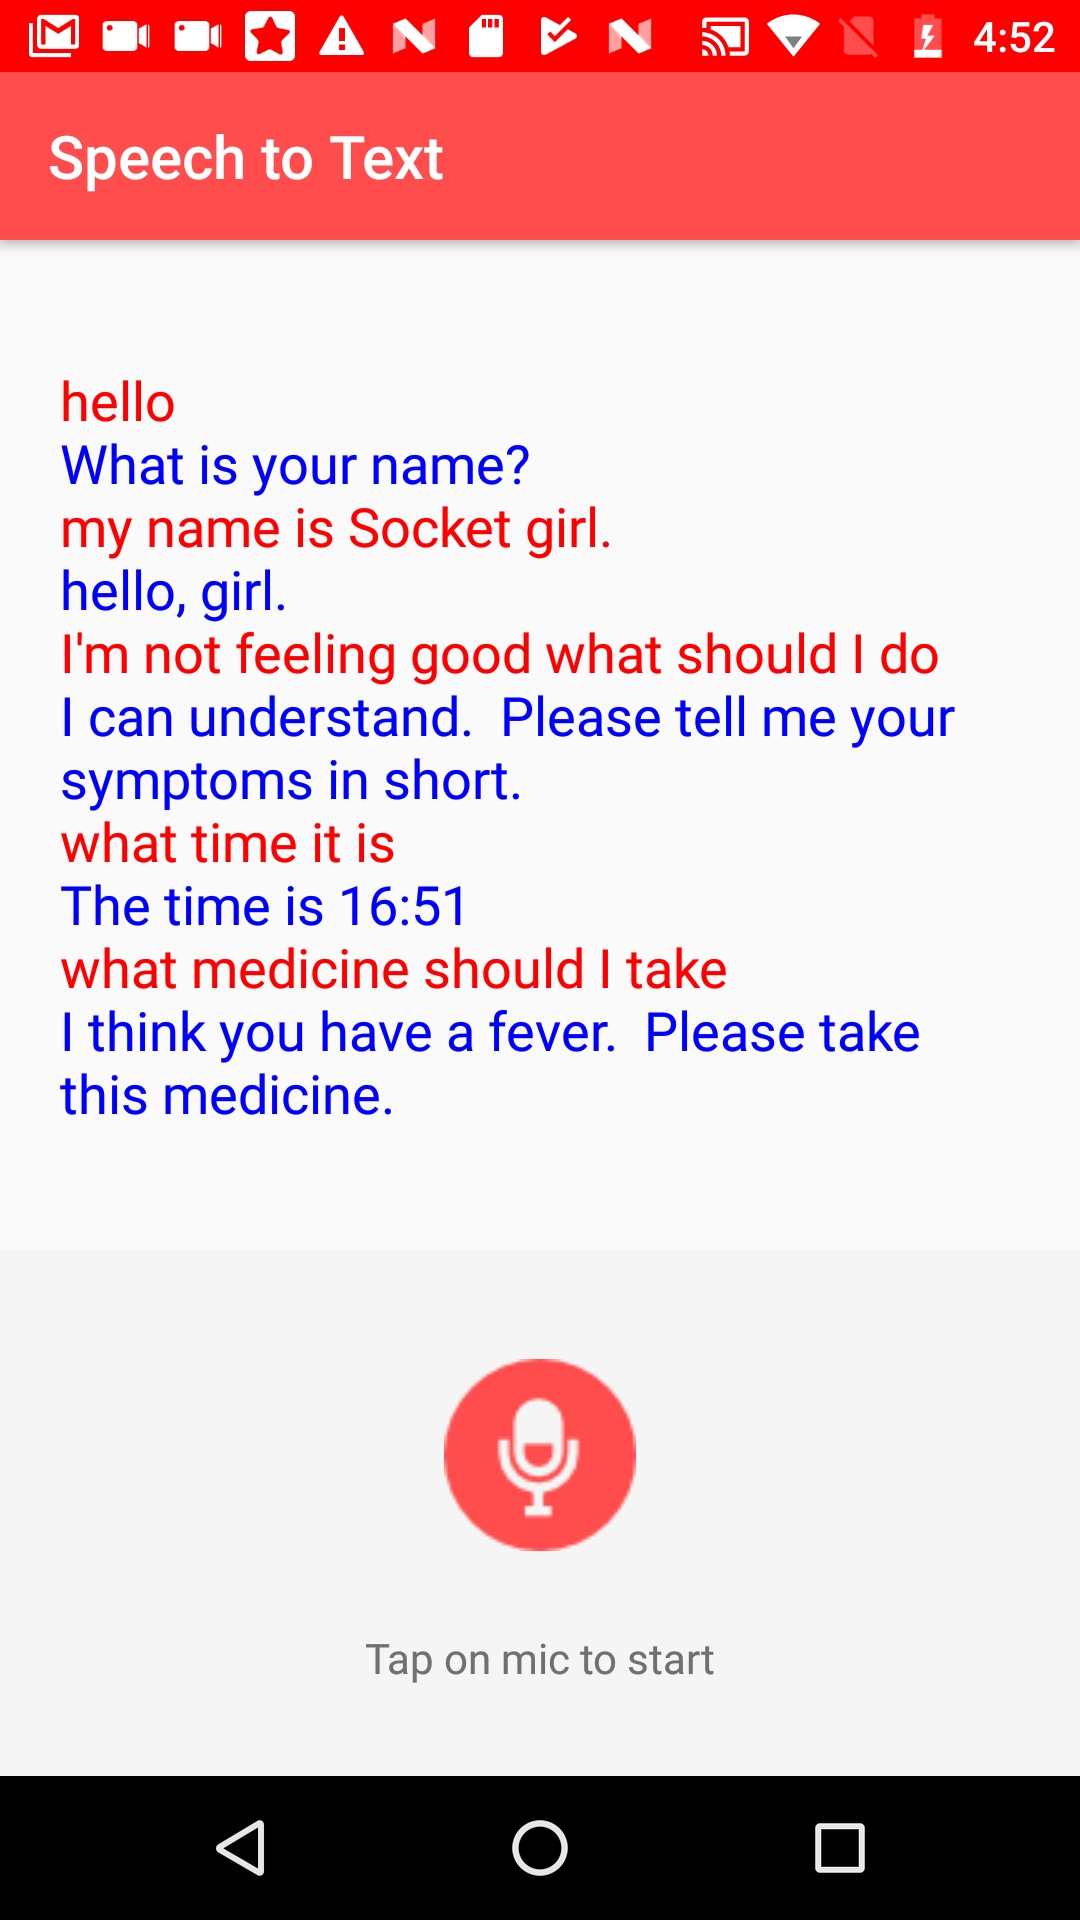 4:52
Speech to Text
hello
What is your name?
my name is Socket girl.
hello, girl.
I'm not feeling good what should I do
I can understand.  Please tell me your
symptoms in short.
what time it is
The time is 16:51
what medicine should I take
I think you have a fever.  Please take
this medicine.
Tap on mic to start